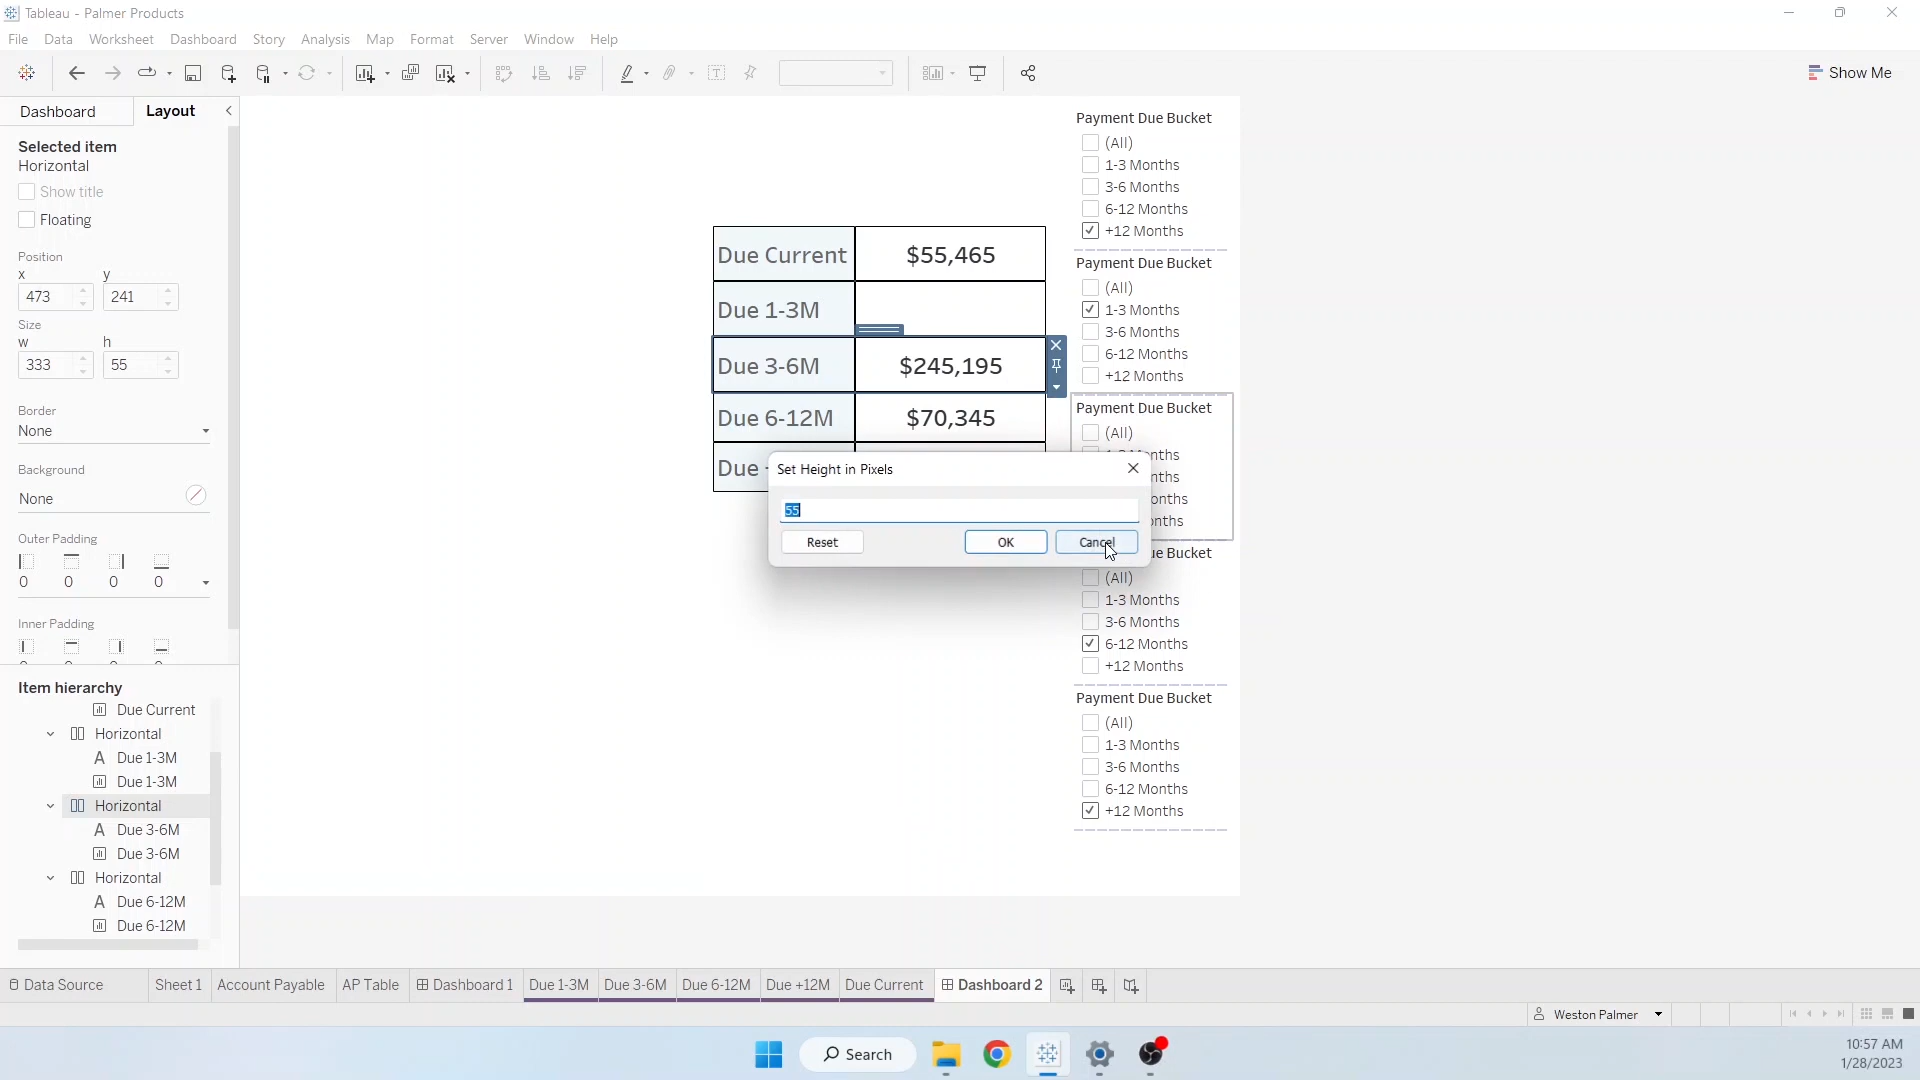 Tableau - Palmer Products
File Data Worksheet Dashboard Story Analysis Map Format Server Window Help
Show Me
Dashboard Layout
Selected item
Horizontal
Show title
Floating
Position
x y
473 241
Size
w h
333 55
Border
None
Background
None
Outer Padding
0 0 0 0
Inner Padding
Item hierarchy
Due Current
Horizontal
Due 1-3M
Due 1-3M
Horizontal
Due 3-6M
Due 3-6M
Horizontal
Due 6-12M
Due 6-12M
Due Current $55,465
Due 1-3M
Due 3-6M $245,195
Due 6-12M $70,345
Due
Set Height in Pixels
55
Reset OK Cancel
Payment Due Bucket
(All)
1-3 Months
3-6 Months
6-12 Months
+12 Months
Payment Due Bucket
(All)
1-3 Months
3-6 Months
6-12 Months
+12 Months
Payment Due Bucket
(All)
(All)
1-3 Months
3-6 Months
6-12 Months
+12 Months
Payment Due Bucket
(All)
1-3 Months
3-6 Months
6-12 Months
+12 Months
Data Source Sheet 1 Account Payable AP Table Dashboard 1 Due 1-3M Due 3-6M Due 6-12M Due +12M Due Current Dashboard 2
Weston Palmer
Search
10:57 AM
1/28/2023